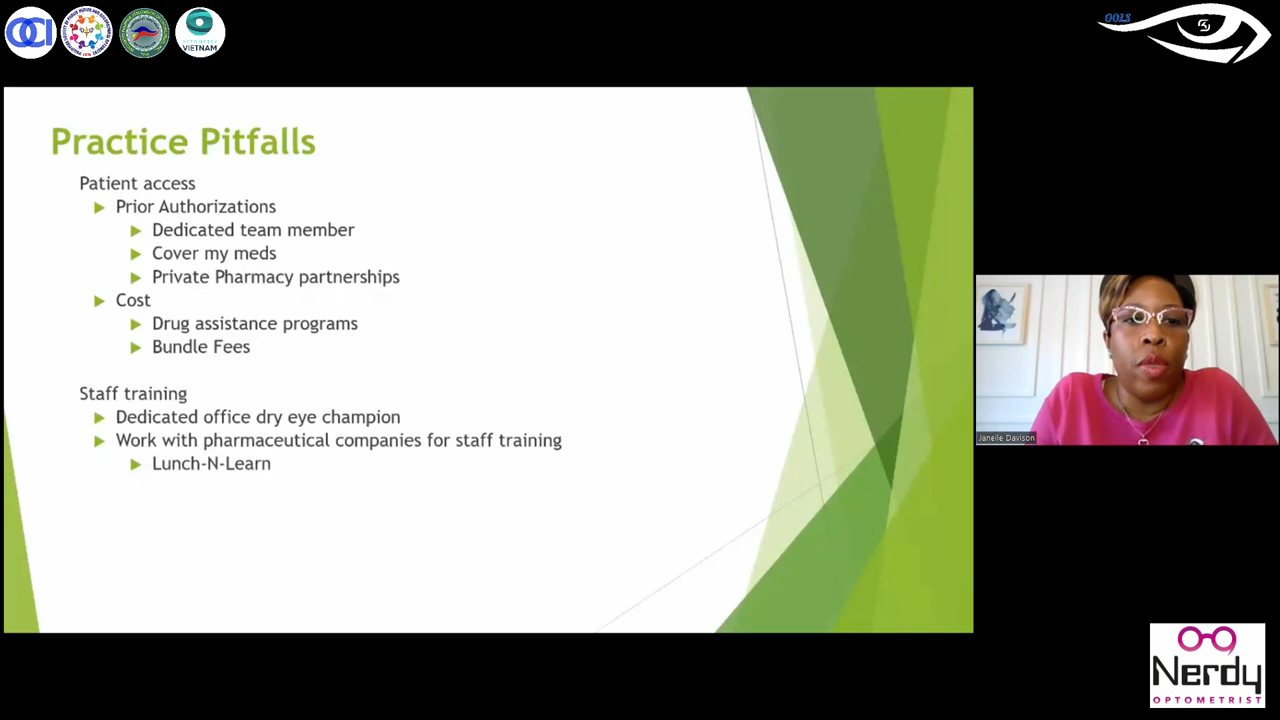 OCI
VIETNAM
OOLS
Practice Pitfalls
Patient access
Prior Authorizations
Dedicated team member
Cover my meds
Private Pharmacy partnerships
Cost
Drug assistance programs
Bundle Fees
Staff training
Dedicated office dry eye champion
Work with pharmaceutical companies for staff training
Lunch-N-Learn
Janelle Davison
Nerdy
OPTOMETRIST